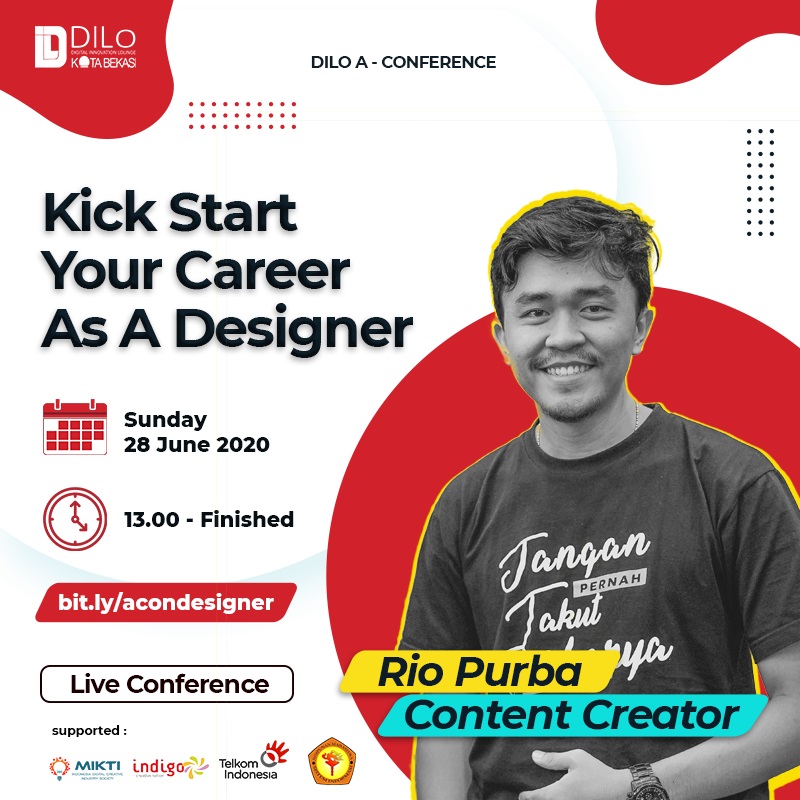 DILO
DIGITAL INNOVATION LOUNGE
KOTA BEKASI
DILO A - CONFERENCE
Kick Start
Your Career
As A Designer
Sunday
28 June 2020
13.00 - Finished
bit.ly/acondesigner
Live Conference
Jangan
PERNAH
Takut
Rio Purba
Content Creator
supported :
MIKTI
INDONESIA DIGITAL CREATIVE
INDUSTRY SOCIETY
indigo
creative nation
Telkom
Indonesia